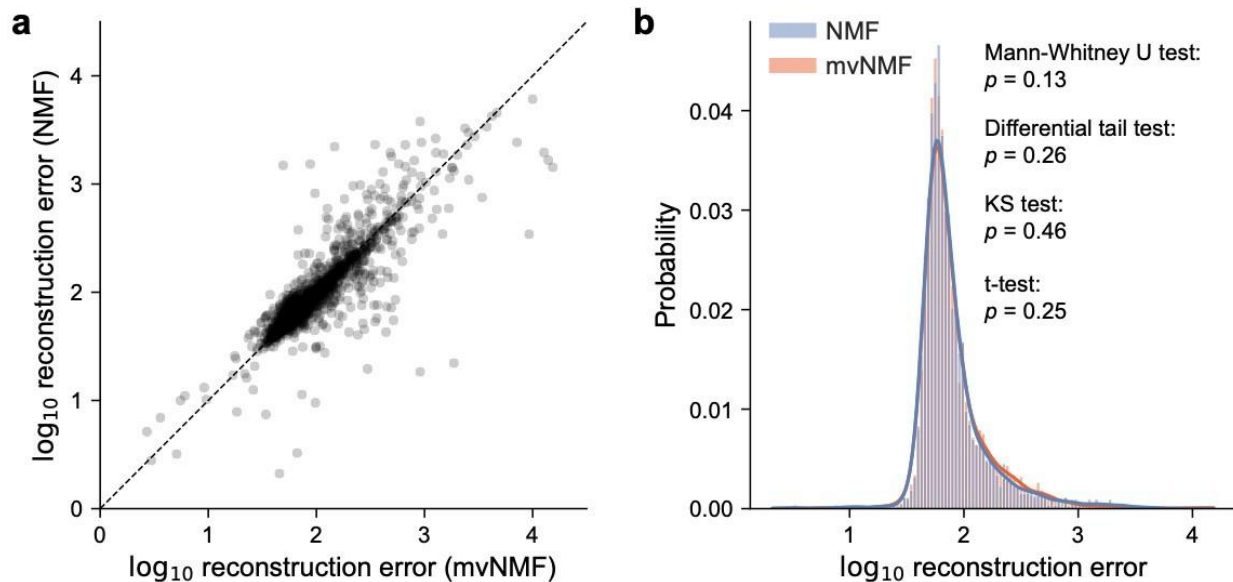 a
log₁₀ reconstruction error (NMF)
4
3
2
1
0
0 1 2 3 4
log₁₀ reconstruction error (mvNMF)
b
NMF
mvNMF
Mann-Whitney U test:
p = 0.13
Differential tail test:
p = 0.26
KS test:
p = 0.46
t-test:
p = 0.25
Probability
0.04
0.03
0.02
0.01
0.00
1 2 3 4
log₁₀ reconstruction error